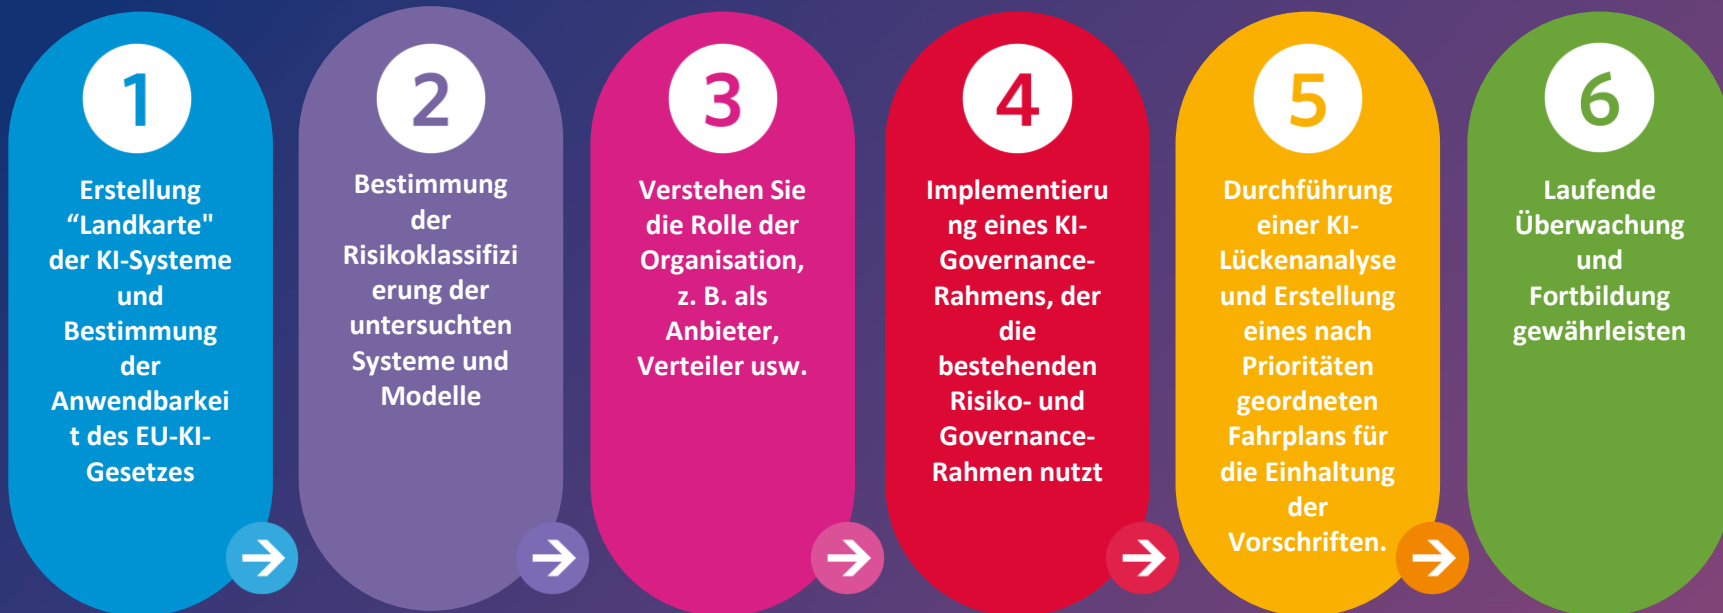 1
Erstellung
“Landkarte"
der KI-Systeme
und
Bestimmung
der
Anwendbarkei
t des EU-KI-
Gesetzes
2
Bestimmung
der
Risikoklassifizi
erung der
untersuchten
Systeme und
Modelle
3
Verstehen Sie
die Rolle der
Organisation,
z. B. als
Anbieter,
Verteiler usw.
4
Implementieru
ng eines KI-
Governance-
Rahmens, der
die
bestehenden
Risiko- und
Governance-
Rahmen nutzt
5
Durchführung
einer KI-
Lückenanalyse
und Erstellung
eines nach
Prioritäten
geordneten
Fahrplans für
die Einhaltung
der
Vorschriften.
6
Laufende
Überwachung
und
Fortbildung
gewährleisten